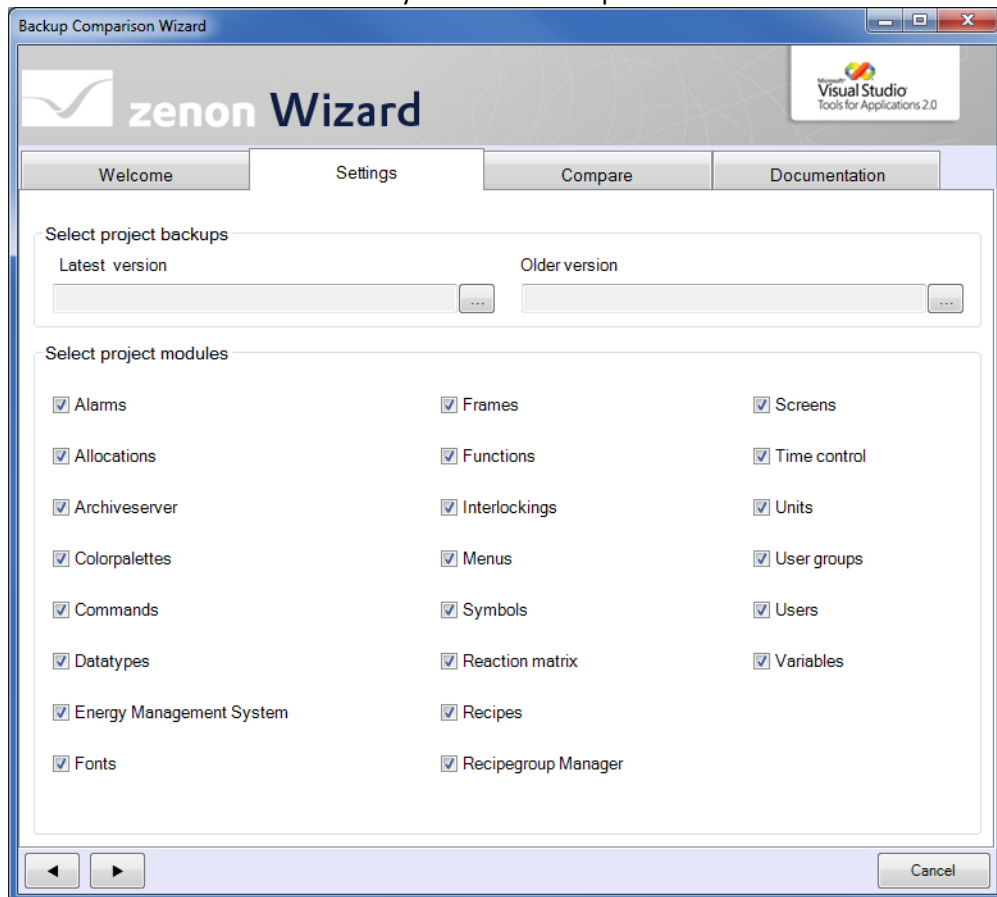 Backup Comparison Wizard
zenon Wizard
Microsoft®
Visual Studio®
Tools for Applications 2.0
Welcome Settings Compare Documentation
Select project backups
Latest version Older version
... ...
Select project modules
Alarms Frames Screens
Allocations Functions Time control
Archiveserver Interlockings Units
Colorpalettes Menus User groups
Commands Symbols Users
Datatypes Reaction matrix Variables
Energy Management System Recipes
Fonts Recipegroup Manager
Cancel